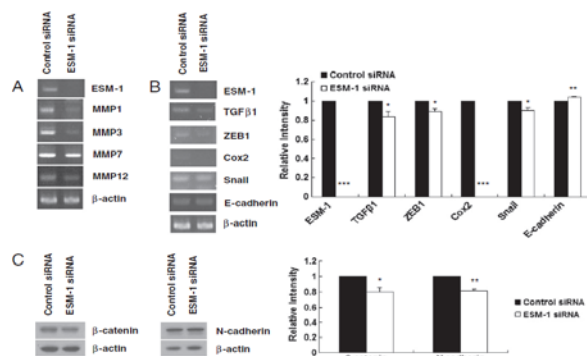 A
Control siRNA
ESM-1 siRNA
ESM-1
MMP1
MMP3
MMP7
MMP12
β-actin
B
Control siRNA
ESM-1 siRNA
ESM-1
TGFβ1
ZEB1
Cox2
Snail
E-cadherin
β-actin
Control siRNA
ESM-1 siRNA
Relative Intensity
1.2
1
0.8
0.6
0.4
0.2
0
***
*
*
***
*
**
ESM-1
TGFβ1
ZEB1
Cox2
Snail
E-cadherin
C
Control siRNA
ESM-1 siRNA
β-catenin
β-actin
Control siRNA
ESM-1 siRNA
N-cadherin
β-actin
Control siRNA
ESM-1 siRNA
Relative Intensity
1.2
1
0.8
0.6
0.4
0.2
0
*
**